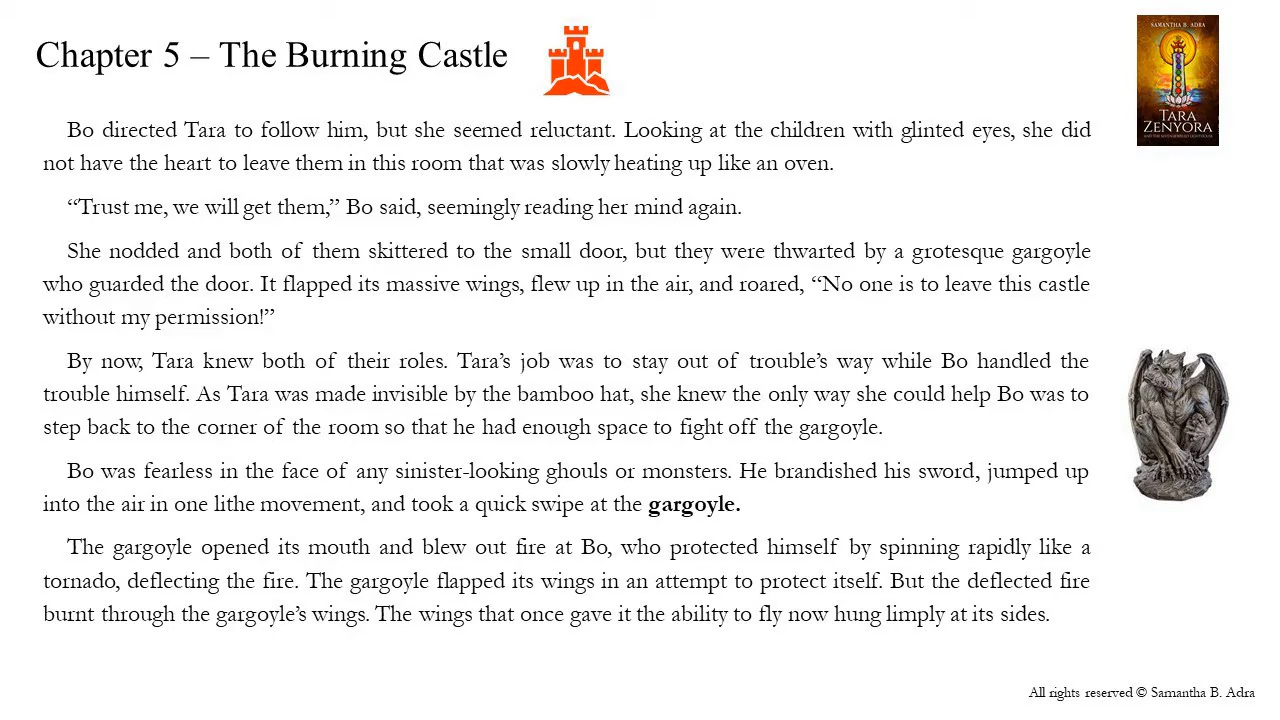 Chapter 5 – The Burning Castle
SAMANTHA B. ADRA
TARA
ZENYORA
Bo directed Tara to follow him, but she seemed reluctant. Looking at the children with glinted eyes, she did
not have the heart to leave them in this room that was slowly heating up like an oven.
“Trust me, we will get them,” Bo said, seemingly reading her mind again.
She nodded and both of them skittered to the small door, but they were thwarted by a grotesque gargoyle
who guarded the door. It flapped its massive wings, flew up in the air, and roared, “No one is to leave this castle
without my permission!”
By now, Tara knew both of their roles. Tara’s job was to stay out of trouble’s way while Bo handled the
trouble himself. As Tara was made invisible by the bamboo hat, she knew the only way she could help Bo was to
step back to the corner of the room so that he had enough space to fight off the gargoyle.
Bo was fearless in the face of any sinister-looking ghouls or monsters. He brandished his sword, jumped up
into the air in one lithe movement, and took a quick swipe at the gargoyle.
The gargoyle opened its mouth and blew out fire at Bo, who protected himself by spinning rapidly like a
tornado, deflecting the fire. The gargoyle flapped its wings in an attempt to protect itself. But the deflected fire
burnt through the gargoyle’s wings. The wings that once gave it the ability to fly now hung limply at its sides.
All rights reserved © Samantha B. Adra